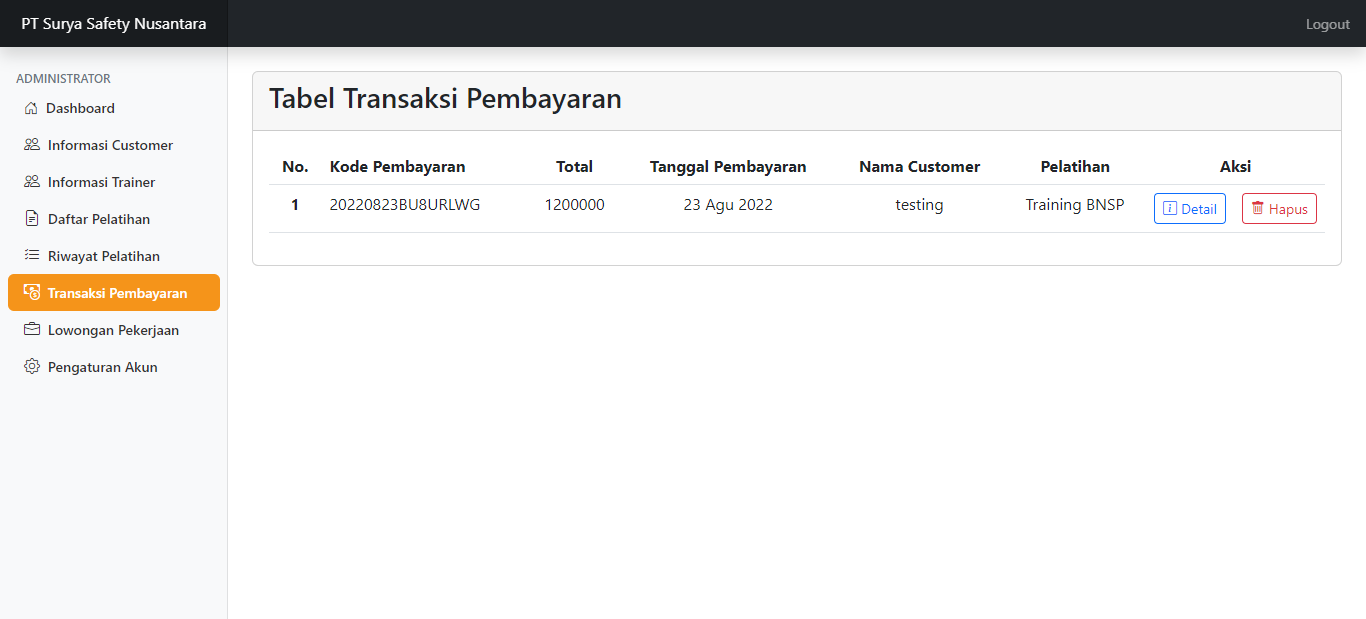 PT Surya Safety Nusantara
Logout
ADMINISTRATOR
Dashboard
Informasi Customer
Informasi Trainer
Daftar Pelatihan
Riwayat Pelatihan
Transaksi Pembayaran
Lowongan Pekerjaan
Pengaturan Akun
Tabel Transaksi Pembayaran
No. Kode Pembayaran Total Tanggal Pembayaran Nama Customer Pelatihan Aksi
1 20220823BU8URLWG 1200000 23 Agu 2022 testing Training BNSP Detail Hapus